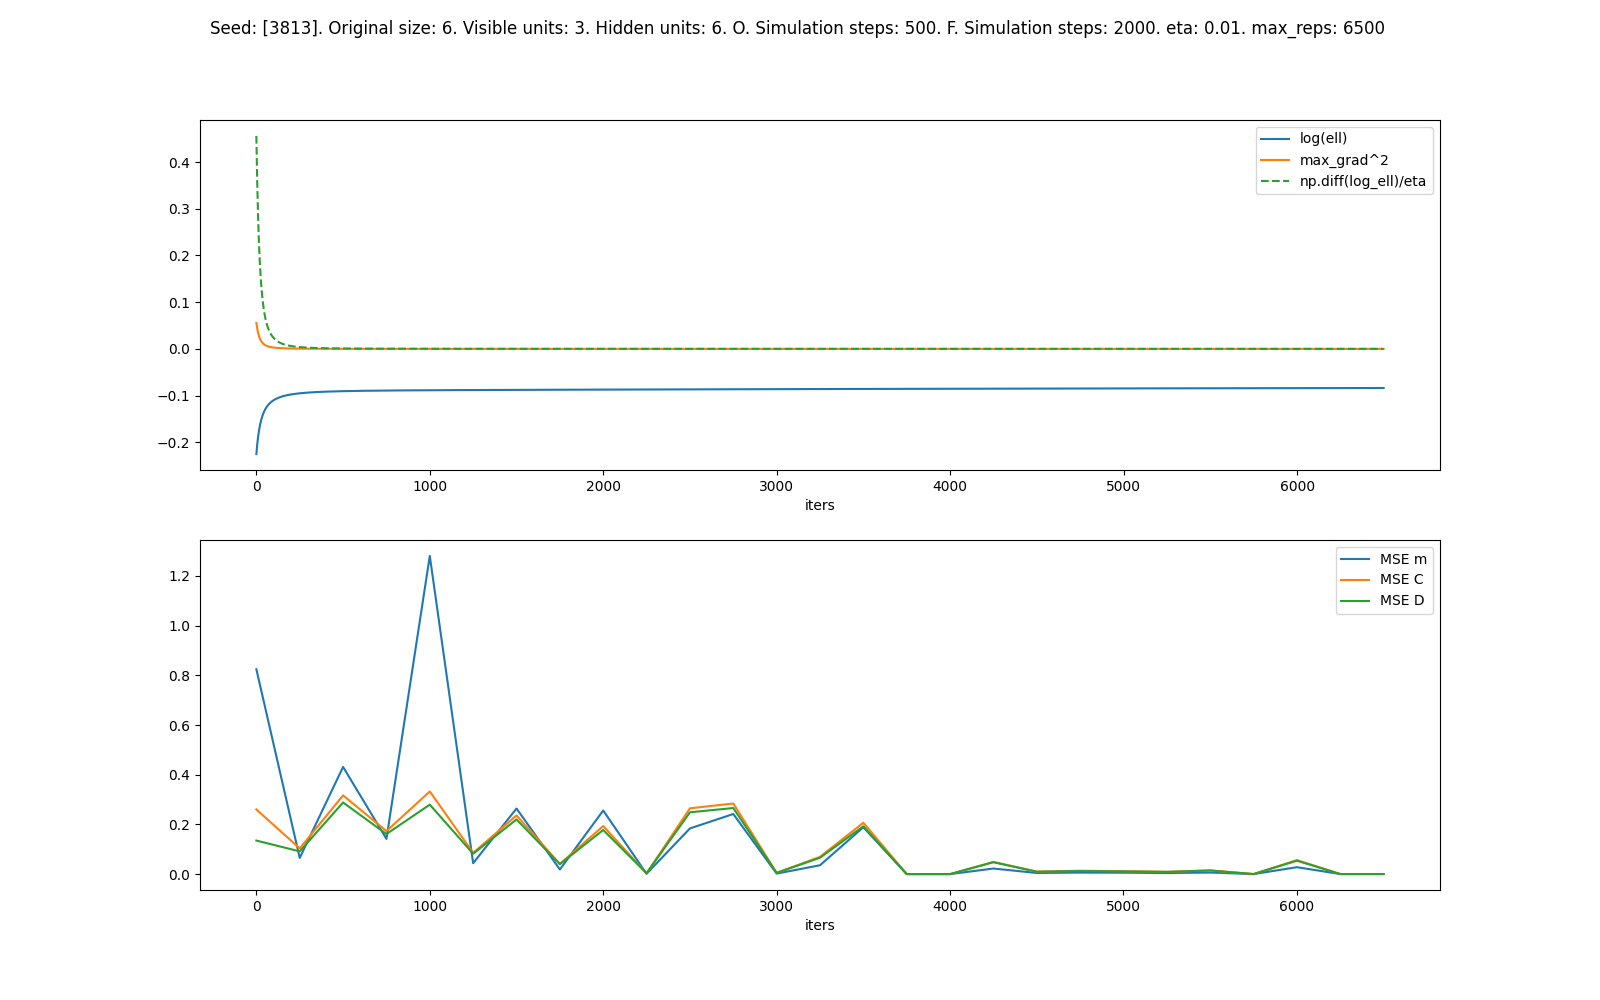 Seed: [3813]. Original size: 6. Visible units: 3. Hidden units: 6. O. Simulation steps: 500. F. Simulation steps: 2000. eta: 0.01. max_reps: 6500
log(ell)
max_grad^2
np.diff(log_ell)/eta
0.4
0.3
0.2
0.1
0.0
−0.1
−0.2
0 1000 2000 3000 4000 5000 6000
iters
MSE m
MSE C
MSE D
1.2
1.0
0.8
0.6
0.4
0.2
0.0
0 1000 2000 3000 4000 5000 6000
iters